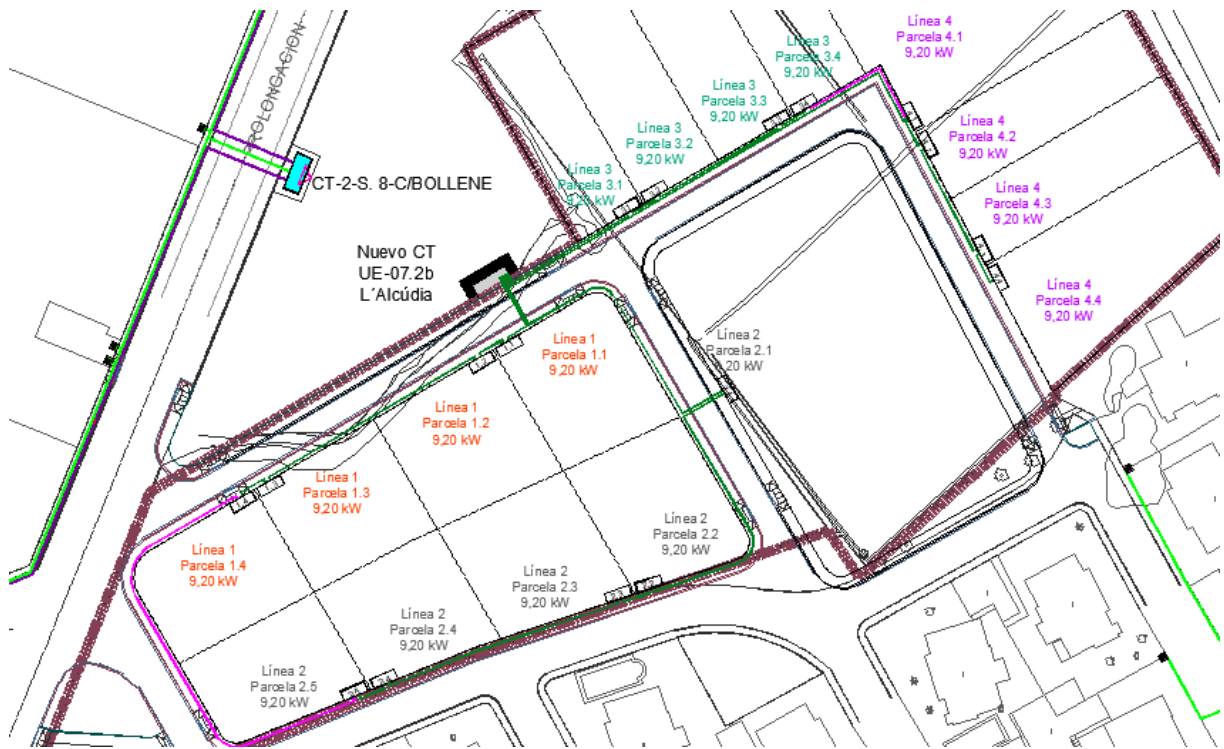 PROLONGACION
CT-2-S. 8-C/BOLLENE
Nuevo CT
UE-07.2b
L´Alcúdia
Línea 4
Parcela 4.1
9,20 kW
Línea 3
Parcela 3.4
9,20 kW
Línea 3
Parcela 3.3
9,20 kW
Línea 3
Parcela 3.2
9,20 kW
Línea 3
Parcela 3.1
9,20 kW
Línea 4
Parcela 4.2
9,20 kW
Línea 4
Parcela 4.3
9,20 kW
Línea 4
Parcela 4.4
9,20 kW
Línea 1
Parcela 1.1
9,20 kW
Línea 2
Parcela 2.1
9,20 kW
Línea 1
Parcela 1.2
9,20 kW
Línea 1
Parcela 1.3
9,20 kW
Línea 1
Parcela 1.4
9,20 kW
Línea 2
Parcela 2.2
9,20 kW
Línea 2
Parcela 2.3
9,20 kW
Línea 2
Parcela 2.4
9,20 kW
Línea 2
Parcela 2.5
9,20 kW